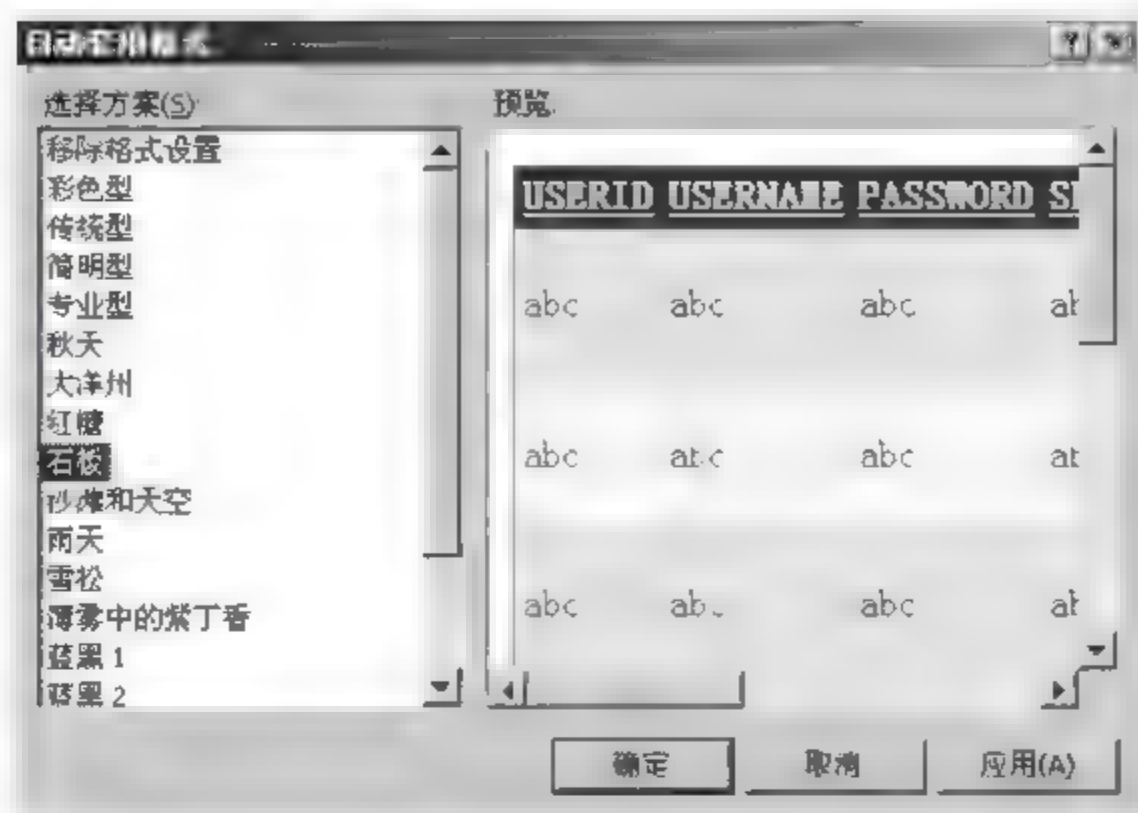 自动套用格式
选择方案(S):
移除格式设置
彩色型
传统型
简明型
专业型
秋天
大洋州
红糖
石板
沙滩和天空
雨天
雪松
薄雾中的紫丁香
蓝黑 1
蓝黑 2
预览:
USERID USERNAME PASSWORD
abc abc abc
abc abc abc
abc abc abc
确定
取消
应用(A)